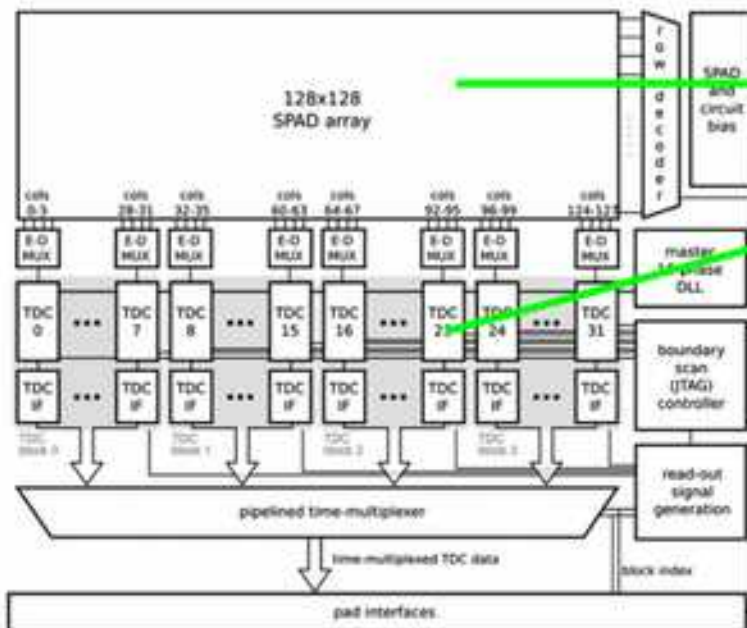 128x128
SPAD array
row decoder
SPAD
and
circuit
bias
cols
0-3
cols
28-31
cols
32-35
cols
60-63
cols
64-67
cols
92-95
cols
96-99
cols
E-D
MUX
E-D
MUX
E-D
MUX
E-D
MUX
E-D
MUX
E-D
MUX
E-D
MUX
E-D
MUX
master
DLL
TDC
0
TDC
7
TDC
8
TDC
15
TDC
16
TDC
TDC
24
TDC
31
boundary
scan
(JTAG)
controller
TDC
IF
TDC
IF
TDC
IF
TDC
IF
TDC
IF
TDC
IF
TDC
IF
TDC
IF
TDC
block 0
TDC
block 1
TDC
block 2
TDC
block 3
read-out
signal
generation
pipelined time-multiplexer
time-multiplexed TDC data
block index
pad interfaces